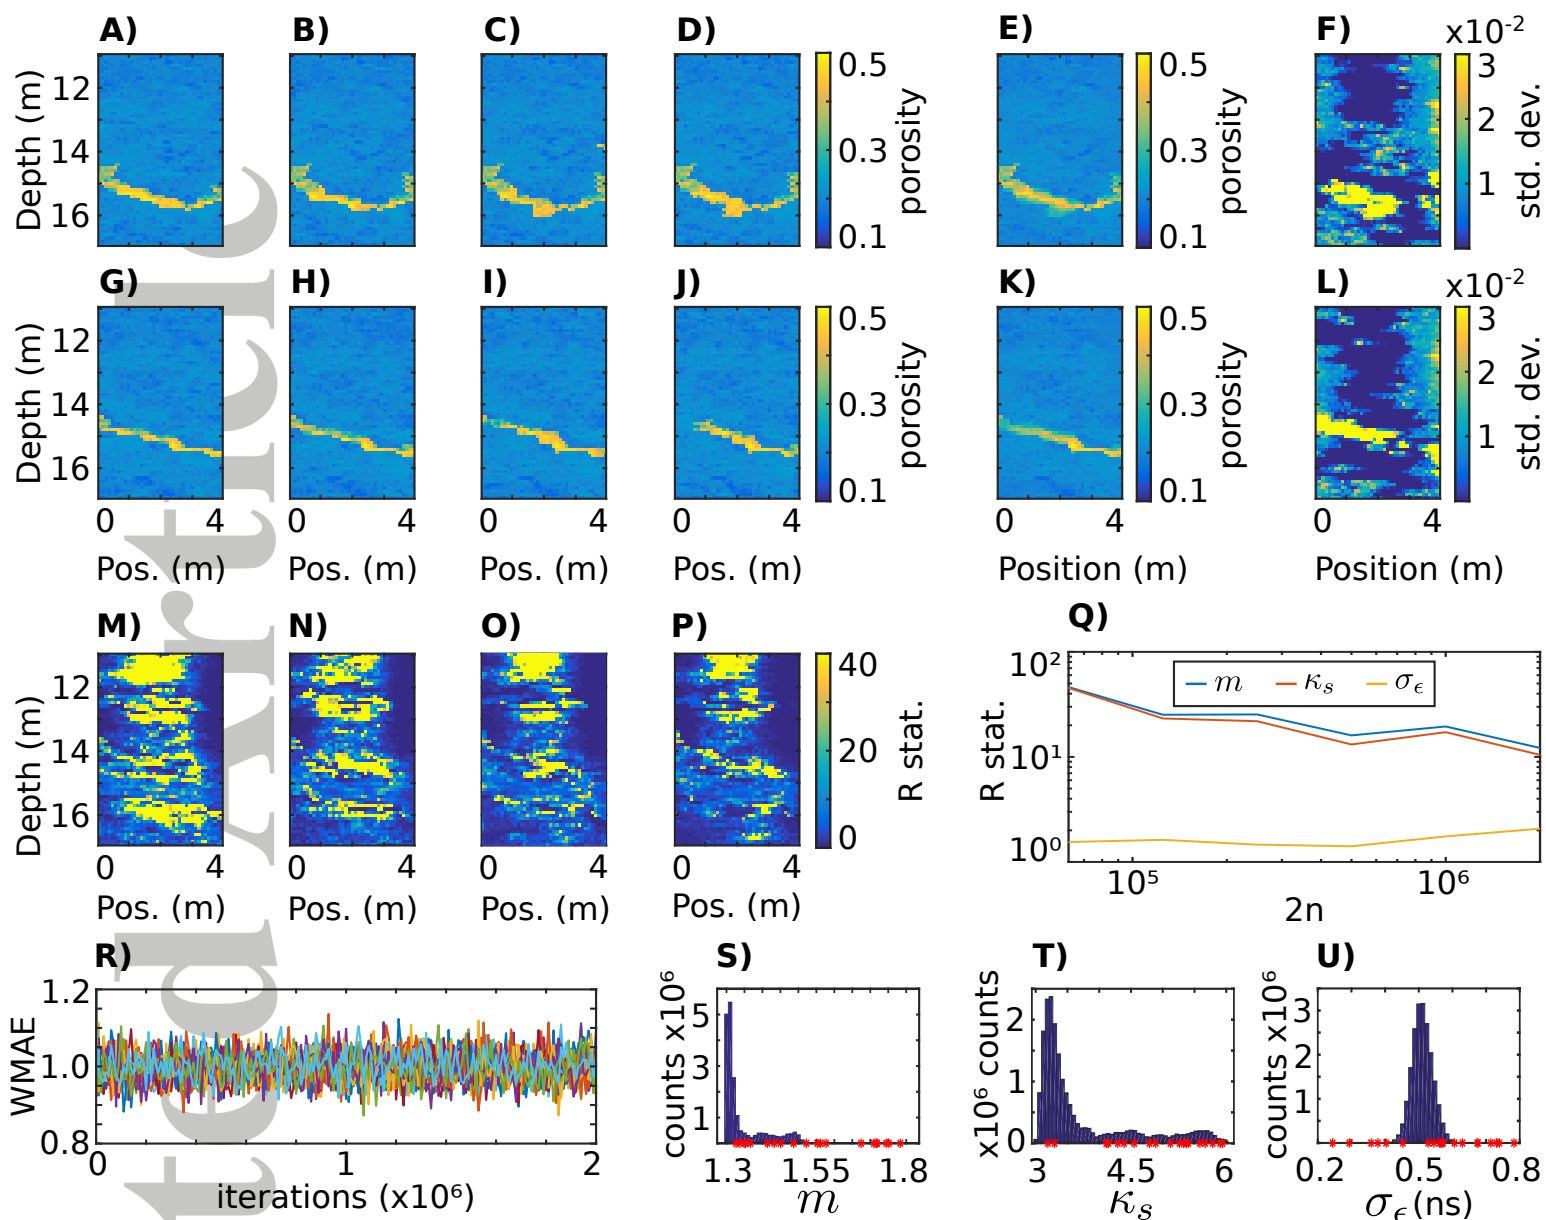 A) B) C) D) E) F) x10⁻²
12 14 16 Depth (m)
0.5 0.3 0.1 porosity
0.5 0.3 0.1 porosity
3 2 1 std. dev.
G) H) I) J) K) L) x10⁻²
12 14 16 Depth (m)
0.5 0.3 0.1 porosity
0.5 0.3 0.1 porosity
3 2 1 std. dev.
0 4 0 4 0 4 0 4 0 4 0 4
Pos. (m) Pos. (m) Pos. (m) Pos. (m) Position (m) Position (m)
M) N) O) P) Q)
12 14 16 Depth (m)
40 20 0 R stat.
10² 10¹ 10⁰ R stat.
m κₛ σ_ϵ
10⁵ 10⁶
2n
0 4 0 4 0 4 0 4
Pos. (m) Pos. (m) Pos. (m) Pos. (m)
R) S) T) U)
1.2 1.0 0.8 WMAE
0 1 2
iterations (x10⁶)
5 3 1 counts x10⁶
1.3 1.55 1.8
m
2 1 0 x10⁶ counts
3 4.5 6
κₛ
3 2 1 counts x10⁶
0.2 0.5 0.8
σ_ϵ (ns)
ted Article